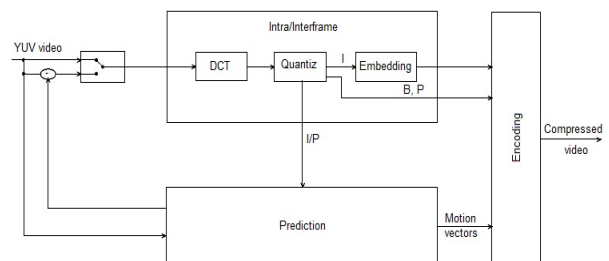 Intra/Interframe
YUV video
DCT
Quantiz
I
Embedding
B, P
-
Encoding
Compressed
video
I/P
Prediction
Motion
vectors